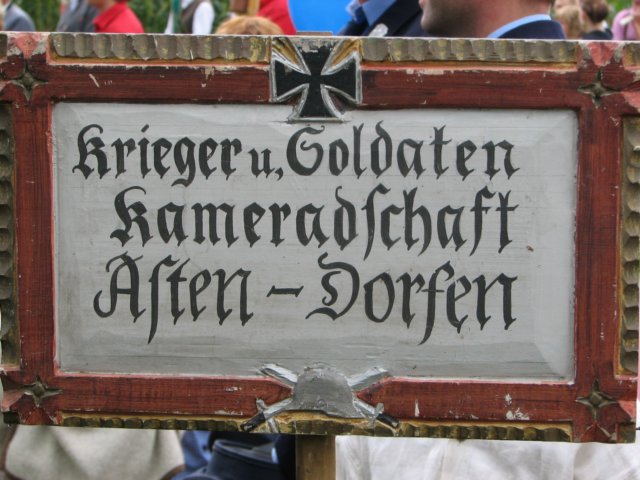 Krieger u. Soldaten
Kameradschaft
Asten - Dorfen